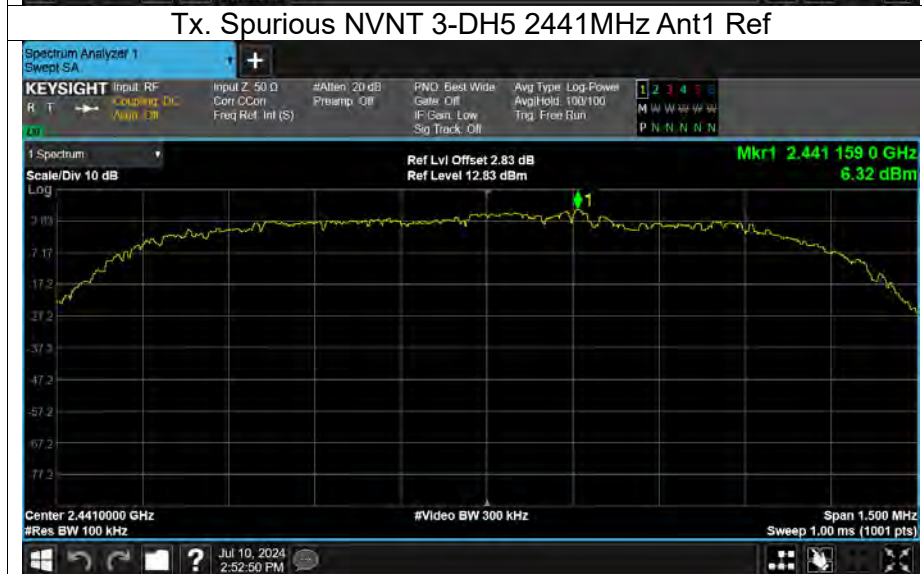 Tx. Spurious NVNT 3-DH5 2441MHz Ant1 Ref
Spectrum Analyzer 1
Swept SA
+
KEYSIGHT
R T
Input: RF
Coupling: DC
Align: Off
Input Z: 50 Ω
Corr CCorr
Freq Ref: Int (S)
#Atten: 20 dB
Preamp: Off
PNO: Best Wide
Gate: Off
IF Gain: Low
Sig Track: Off
Avg Type: Log-Power
Avg|Hold: 100/100
Trig: Free Run
1 2 3 4 5 6
M W W W W W
P N N N N N
1 Spectrum
Scale/Div 10 dB
Log
Ref Lvl Offset 2.83 dB
Ref Level 12.83 dBm
Mkr1 2.441 159 0 GHz
6.32 dBm
1
2.83
-7.17
-17.2
-27.2
-37.2
-47.2
-57.2
-67.2
-77.2
Center 2.4410000 GHz
#Res BW 100 kHz
#Video BW 300 kHz
Span 1.500 MHz
Sweep 1.00 ms (1001 pts)
?
Jul 10, 2024
2:52:50 PM